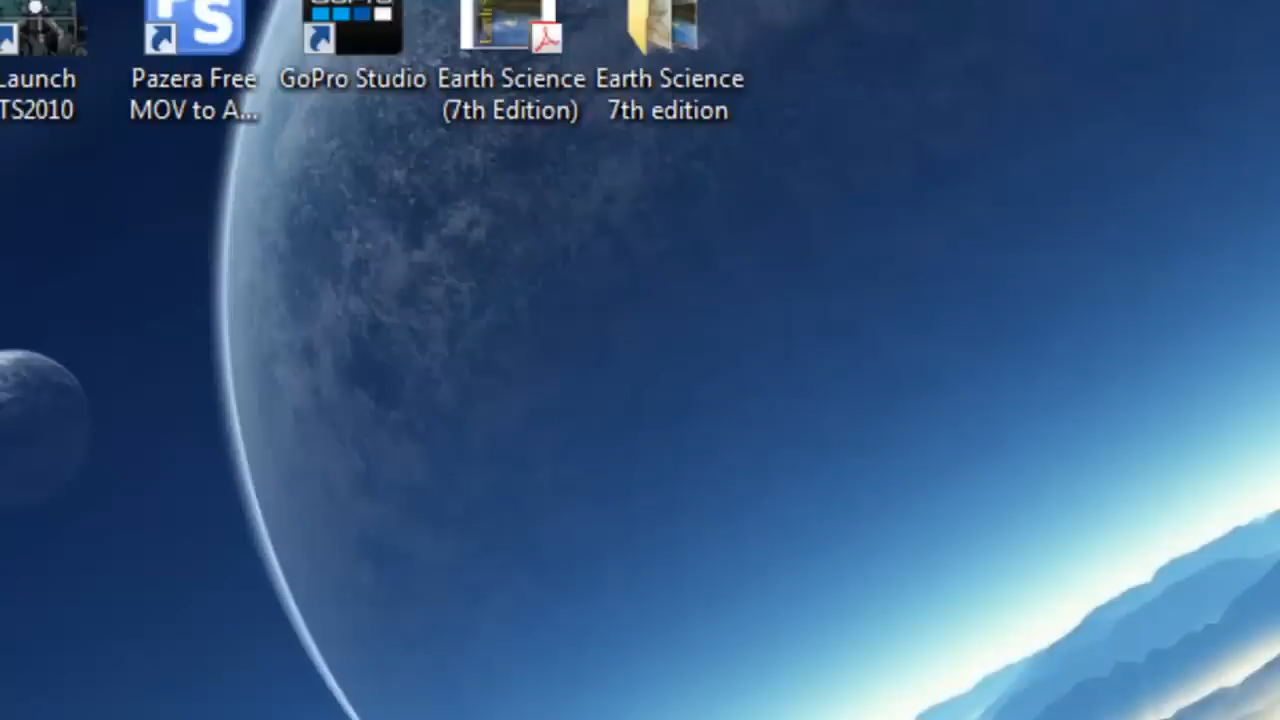 Launch
TS2010
Pazera Free
MOV to A...
GoPro Studio
Earth Science
(7th Edition)
Earth Science
7th edition